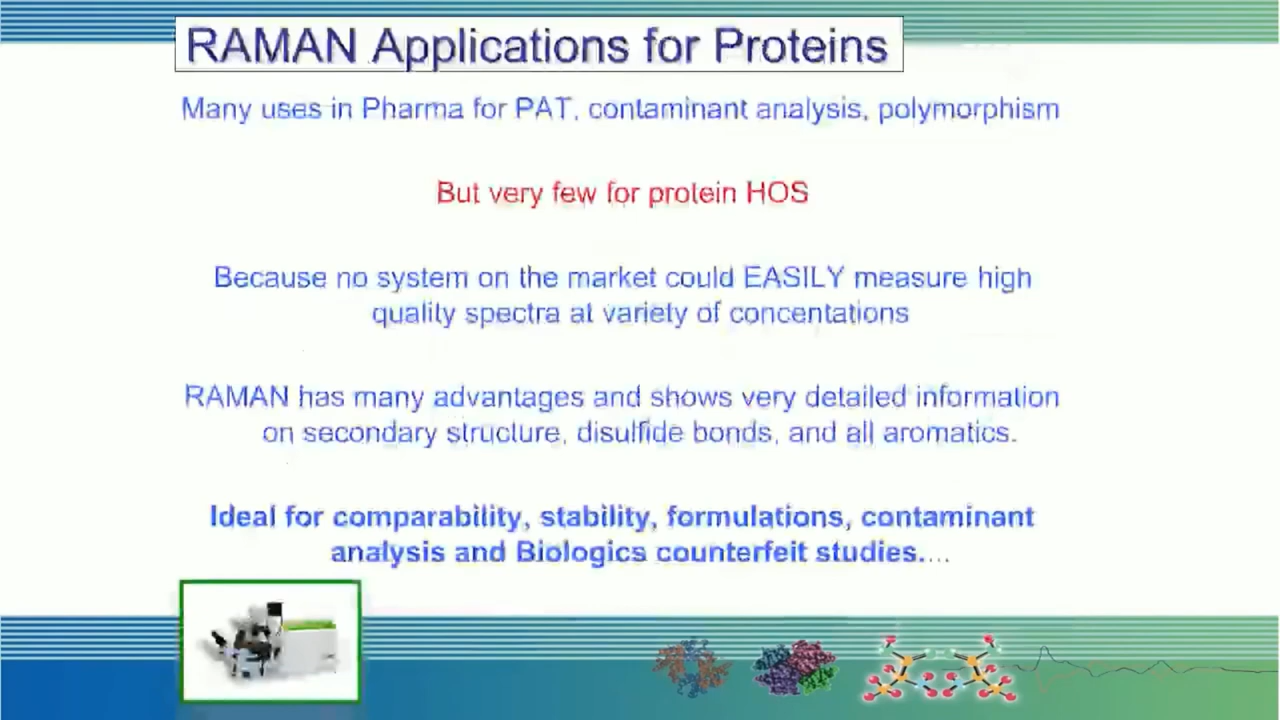 RAMAN Applications for Proteins
Many uses in Pharma for PAT, contaminant analysis, polymorphism
But very few for protein HOS
Because no system on the market could EASILY measure high
quality spectra at variety of concentations
RAMAN has many advantages and shows very detailed information
on secondary structure, disulfide bonds, and all aromatics.
Ideal for comparability, stability, formulations, contaminant
analysis and Biologics counterfeit studies....